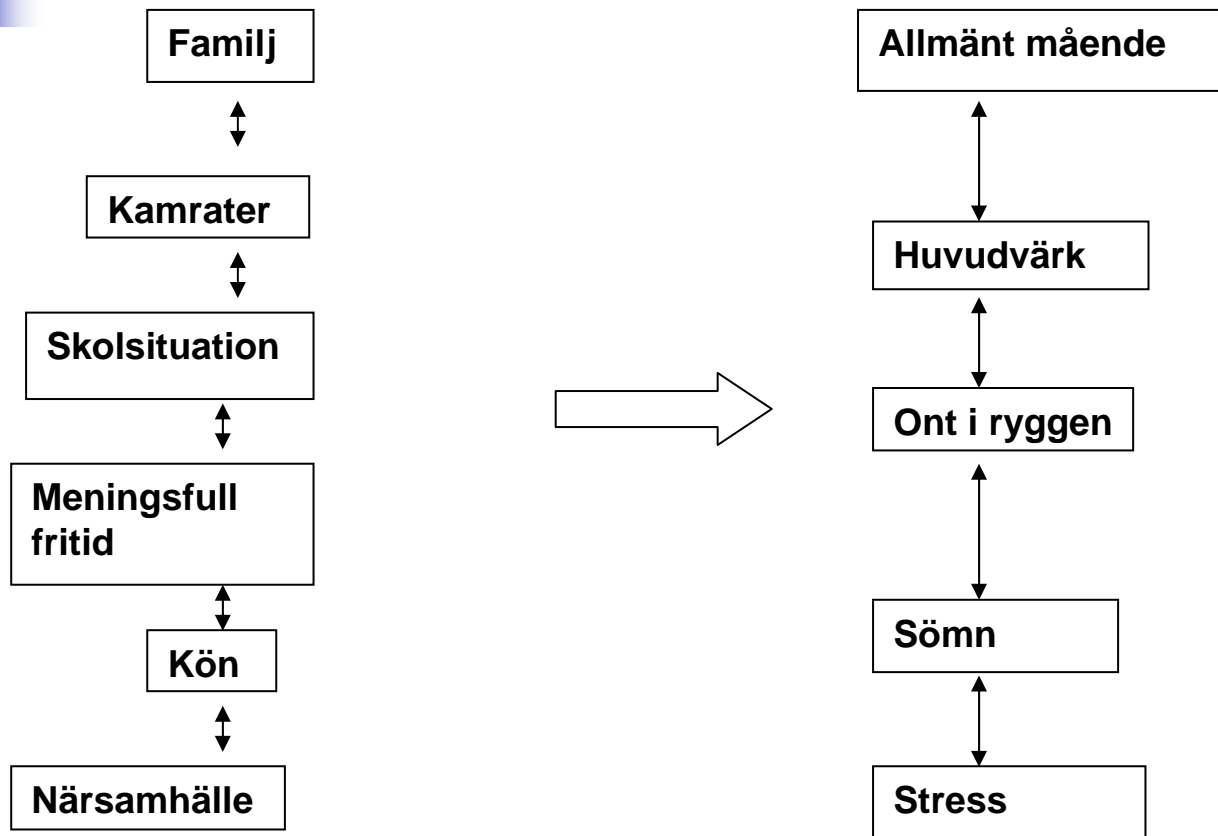 Familj
Kamrater
Skolsituation
Meningsfull
fritid
Kön
Närsamhälle
Allmänt mående
Huvudvärk
Ont i ryggen
Sömn
Stress